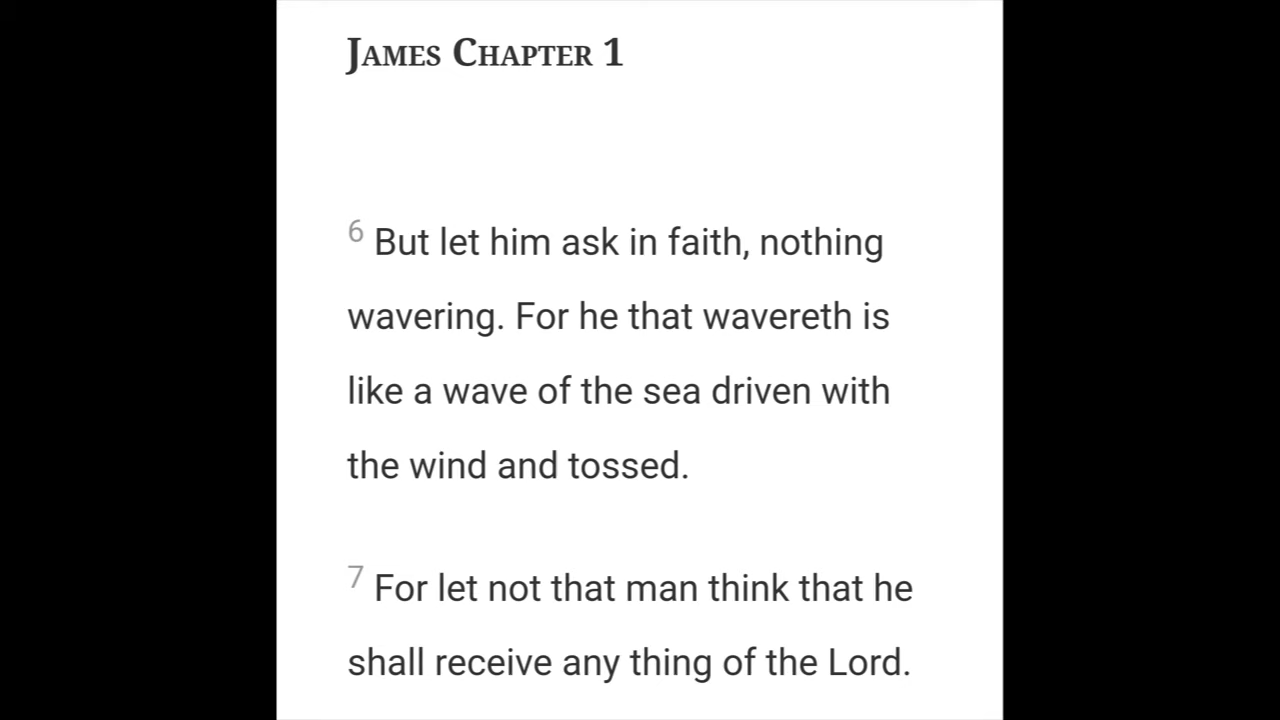 James Chapter 1
6 But let him ask in faith, nothing
wavering. For he that wavereth is
like a wave of the sea driven with
the wind and tossed.
7 For let not that man think that he
shall receive any thing of the Lord.